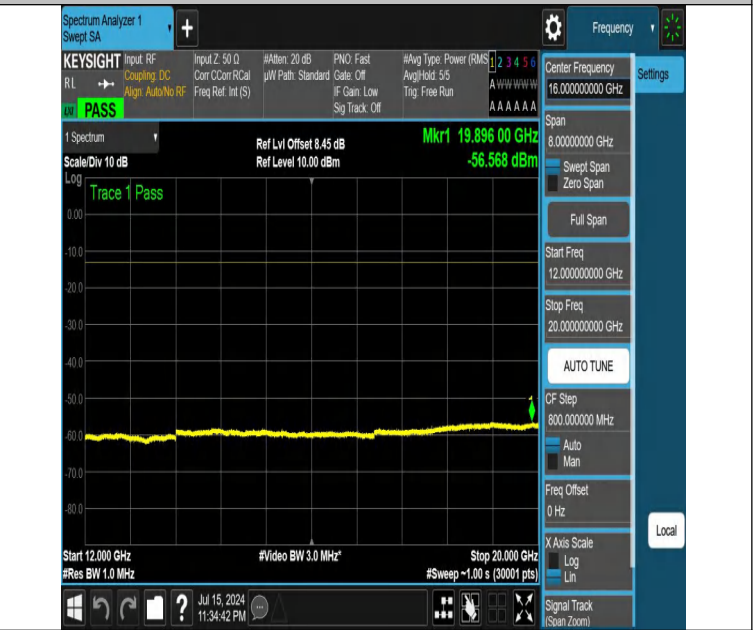 Spectrum Analyzer 1
Swept SA
+
Frequency
KEYSIGHT
RL
PASS
Input: RF
Coupling: DC
Align: Auto/No RF
Input Z: 50 Ω
Corr CCorr RCal
Freq Ref: Int (S)
#Atten: 20 dB
µW Path: Standard
PNO: Fast
Gate: Off
IF Gain: Low
Sig Track: Off
#Avg Type: Power (RMS
Avg|Hold: 5/5
Trig: Free Run
1 2 3 4 5 6
A W W W W W
A A A A A A
1 Spectrum
Scale/Div 10 dB
Ref Lvl Offset 8.45 dB
Ref Level 10.00 dBm
Mkr1 19.896 00 GHz
-56.568 dBm
Log
Trace 1 Pass
0.00
-10.0
-20.0
-30.0
-40.0
-50.0
-60.0
-70.0
-80.0
1
Start 12.000 GHz
#Res BW 1.0 MHz
#Video BW 3.0 MHz*
Stop 20.000 GHz
#Sweep ~1.00 s (30001 pts)
?
Jul 15, 2024
11:34:42 PM
Center Frequency
16.000000000 GHz
Settings
Span
8.00000000 GHz
Swept Span
Zero Span
Full Span
Start Freq
12.000000000 GHz
Stop Freq
20.000000000 GHz
AUTO TUNE
CF Step
800.000000 MHz
Auto
Man
Freq Offset
0 Hz
X Axis Scale
Log
Lin
Local
Signal Track
(Span Zoom)